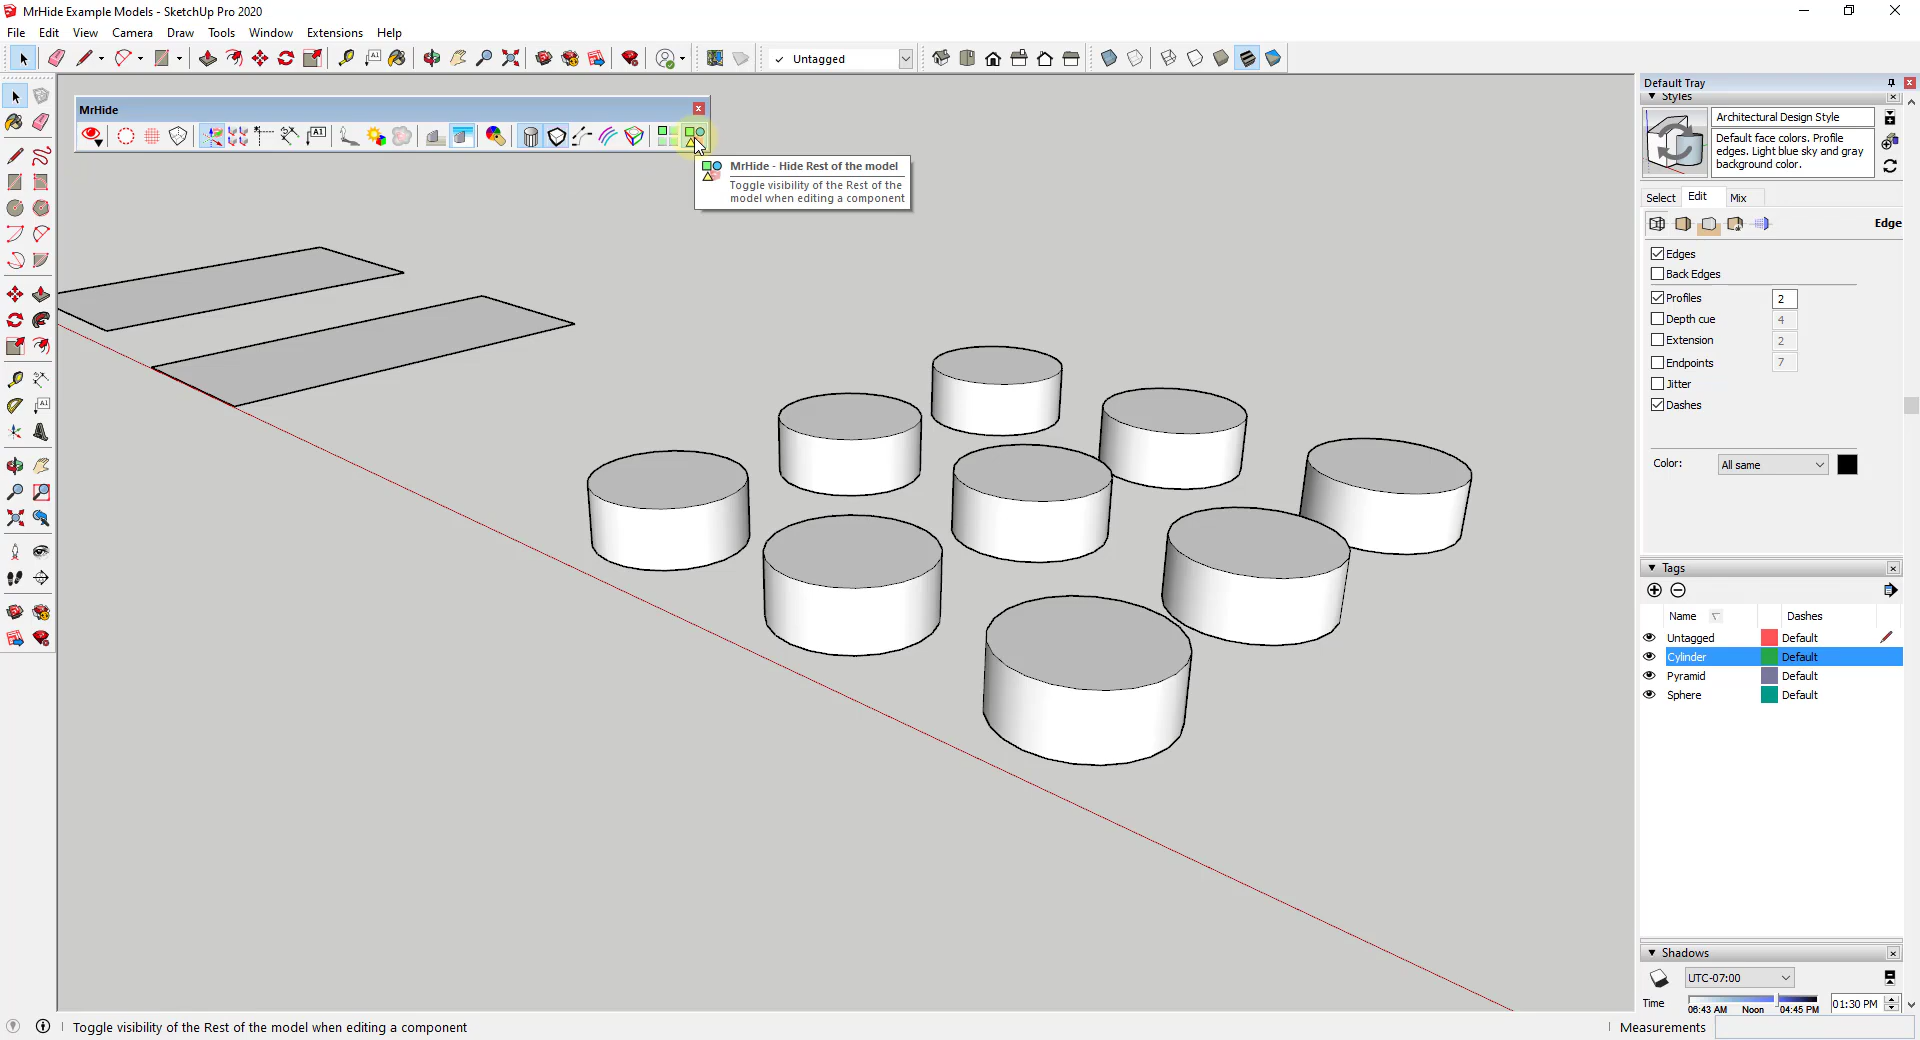 MrHide Example Models - SketchUp Pro 2020
File Edit View Camera Draw Tools Window Extensions Help
Untagged
Default Tray
MrHide
Styles
Architectural Design Style
Default face colors. Profile
edges. Light blue sky and gray
background color.
MrHide - Hide Rest of the model
Toggle visibility of the Rest of the
model when editing a component
Select Edit Mix
Edge
Edges
Back Edges
Profiles 2
Depth cue 4
Extension 2
Endpoints 7
Jitter
Dashes
Color: All same
Tags
Name Dashes
Untagged Default
Cylinder Default
Pyramid Default
Sphere Default
Shadows
UTC-07:00
Time 01:30 PM
06:43 AM Noon 04:45 PM
Toggle visibility of the Rest of the model when editing a component
Measurements